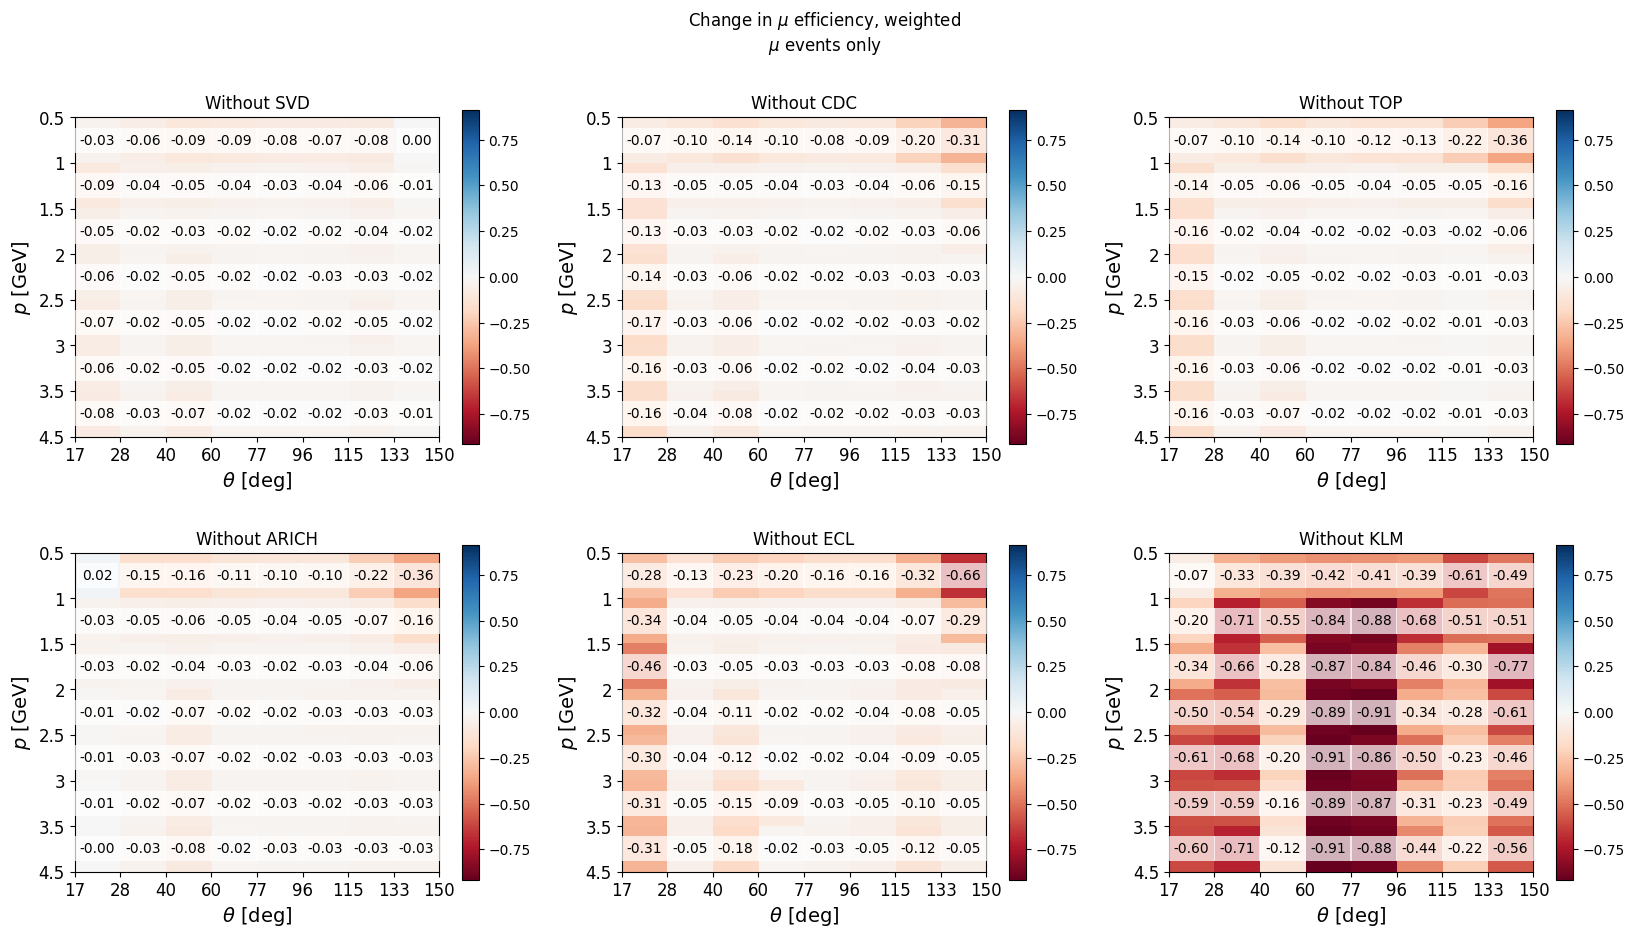 Change in μ efficiency, weighted
μ events only
Without SVD
0.5
-0.03 -0.06 -0.09 -0.09 -0.08 -0.07 -0.08 0.00
1
-0.09 -0.04 -0.05 -0.04 -0.03 -0.04 -0.06 -0.01
1.5
-0.05 -0.02 -0.03 -0.02 -0.02 -0.02 -0.04 -0.02
2
-0.06 -0.02 -0.05 -0.02 -0.02 -0.03 -0.03 -0.02
2.5
-0.07 -0.02 -0.05 -0.02 -0.02 -0.02 -0.05 -0.02
3
-0.06 -0.02 -0.05 -0.02 -0.02 -0.02 -0.03 -0.02
3.5
-0.08 -0.03 -0.07 -0.02 -0.02 -0.02 -0.03 -0.01
4.5
p [GeV]
17 28 40 60 77 96 115 133 150
θ [deg]
0.75
0.50
0.25
0.00
−0.25
−0.50
−0.75
Without CDC
0.5
-0.07 -0.10 -0.14 -0.10 -0.08 -0.09 -0.20 -0.31
1
-0.13 -0.05 -0.05 -0.04 -0.03 -0.04 -0.06 -0.15
1.5
-0.13 -0.03 -0.03 -0.02 -0.02 -0.02 -0.03 -0.06
2
-0.14 -0.03 -0.06 -0.02 -0.02 -0.03 -0.03 -0.03
2.5
-0.17 -0.03 -0.06 -0.02 -0.02 -0.02 -0.03 -0.02
3
-0.16 -0.03 -0.06 -0.02 -0.02 -0.02 -0.04 -0.03
3.5
-0.16 -0.04 -0.08 -0.02 -0.02 -0.02 -0.03 -0.03
4.5
p [GeV]
17 28 40 60 77 96 115 133 150
θ [deg]
0.75
0.50
0.25
0.00
−0.25
−0.50
−0.75
Without TOP
0.5
-0.07 -0.10 -0.14 -0.10 -0.12 -0.13 -0.22 -0.36
1
-0.14 -0.05 -0.06 -0.05 -0.04 -0.05 -0.05 -0.16
1.5
-0.16 -0.02 -0.04 -0.02 -0.02 -0.03 -0.02 -0.06
2
-0.15 -0.02 -0.05 -0.02 -0.02 -0.03 -0.01 -0.03
2.5
-0.16 -0.03 -0.06 -0.02 -0.02 -0.02 -0.01 -0.03
3
-0.16 -0.03 -0.06 -0.02 -0.02 -0.02 -0.01 -0.03
3.5
-0.16 -0.03 -0.07 -0.02 -0.02 -0.02 -0.01 -0.03
4.5
p [GeV]
17 28 40 60 77 96 115 133 150
θ [deg]
0.75
0.50
0.25
0.00
−0.25
−0.50
−0.75
Without ARICH
0.5
0.02 -0.15 -0.16 -0.11 -0.10 -0.10 -0.22 -0.36
1
-0.03 -0.05 -0.06 -0.05 -0.04 -0.05 -0.07 -0.16
1.5
-0.03 -0.02 -0.04 -0.02 -0.02 -0.03 -0.04 -0.06
2
-0.01 -0.02 -0.07 -0.02 -0.02 -0.03 -0.03 -0.03
2.5
-0.01 -0.03 -0.07 -0.02 -0.02 -0.03 -0.03 -0.03
3
-0.01 -0.02 -0.07 -0.02 -0.03 -0.02 -0.03 -0.03
3.5
-0.00 -0.03 -0.08 -0.02 -0.03 -0.03 -0.03 -0.03
4.5
p [GeV]
17 28 40 60 77 96 115 133 150
θ [deg]
0.75
0.50
0.25
0.00
−0.25
−0.50
−0.75
Without ECL
0.5
-0.28 -0.13 -0.23 -0.20 -0.16 -0.16 -0.32 -0.66
1
-0.34 -0.04 -0.05 -0.04 -0.04 -0.04 -0.07 -0.29
1.5
-0.46 -0.03 -0.05 -0.03 -0.03 -0.03 -0.08 -0.08
2
-0.32 -0.04 -0.11 -0.02 -0.02 -0.04 -0.08 -0.05
2.5
-0.30 -0.04 -0.12 -0.02 -0.02 -0.04 -0.09 -0.05
3
-0.31 -0.05 -0.15 -0.09 -0.03 -0.05 -0.10 -0.05
3.5
-0.31 -0.05 -0.18 -0.02 -0.03 -0.05 -0.12 -0.05
4.5
p [GeV]
17 28 40 60 77 96 115 133 150
θ [deg]
0.75
0.50
0.25
0.00
−0.25
−0.50
−0.75
Without KLM
0.5
-0.07 -0.33 -0.39 -0.42 -0.41 -0.39 -0.61 -0.49
1
-0.20 -0.71 -0.55 -0.84 -0.88 -0.68 -0.51 -0.51
1.5
-0.34 -0.66 -0.28 -0.87 -0.84 -0.46 -0.30 -0.77
2
-0.50 -0.54 -0.29 -0.89 -0.91 -0.34 -0.28 -0.61
2.5
-0.61 -0.68 -0.20 -0.91 -0.86 -0.50 -0.23 -0.46
3
-0.59 -0.59 -0.16 -0.89 -0.87 -0.31 -0.23 -0.49
3.5
-0.60 -0.71 -0.12 -0.91 -0.88 -0.44 -0.22 -0.56
4.5
p [GeV]
17 28 40 60 77 96 115 133 150
θ [deg]
0.75
0.50
0.25
0.00
−0.25
−0.50
−0.75